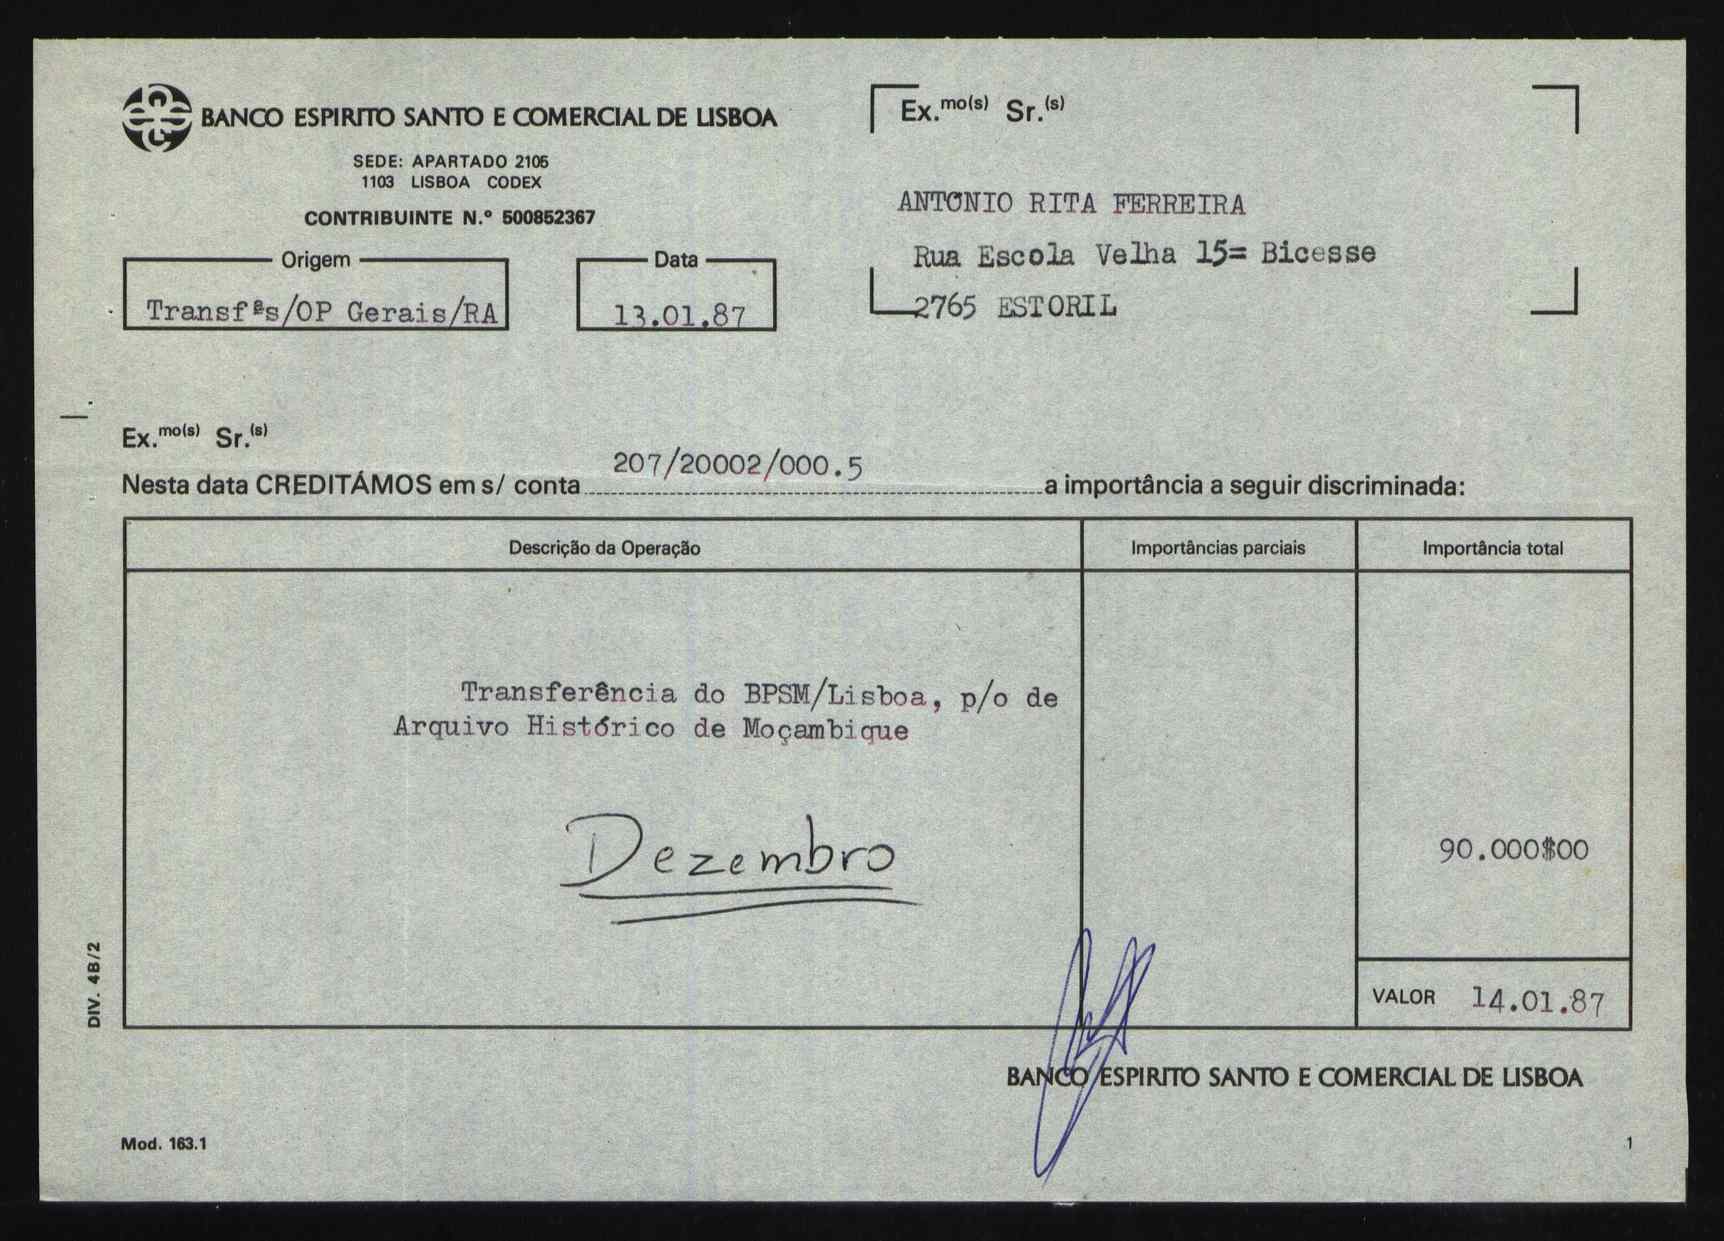 BANCO ESPIRITO SANTO E COMERCIAL DE LISBOA
SEDE: APARTADO 2105
1103 LISBOA CODEX
CONTRIBUINTE N.º 500852367
Origem
Transfªs/OP Gerais/RA
Data
13.01.87
Ex.mo(s) Sr.(s)
ANTÓNIO RITA FERREIRA
Rua Escola Velha 15= Bicesse
2765 ESTORIL
Ex.mo(s) Sr.(s)
Nesta data CREDITÁMOS em s/ conta 207/20002/000.5 a importância a seguir discriminada:
Descrição da Operação Importâncias parciais Importância total
Transferência do BPSM/Lisboa, p/o de
Arquivo Histórico de Moçambique
Dezembro
90.000$00
VALOR 14.01.87
DIV. 4B/2
BANCO ESPIRITO SANTO E COMERCIAL DE LISBOA
Mod. 163.1
1